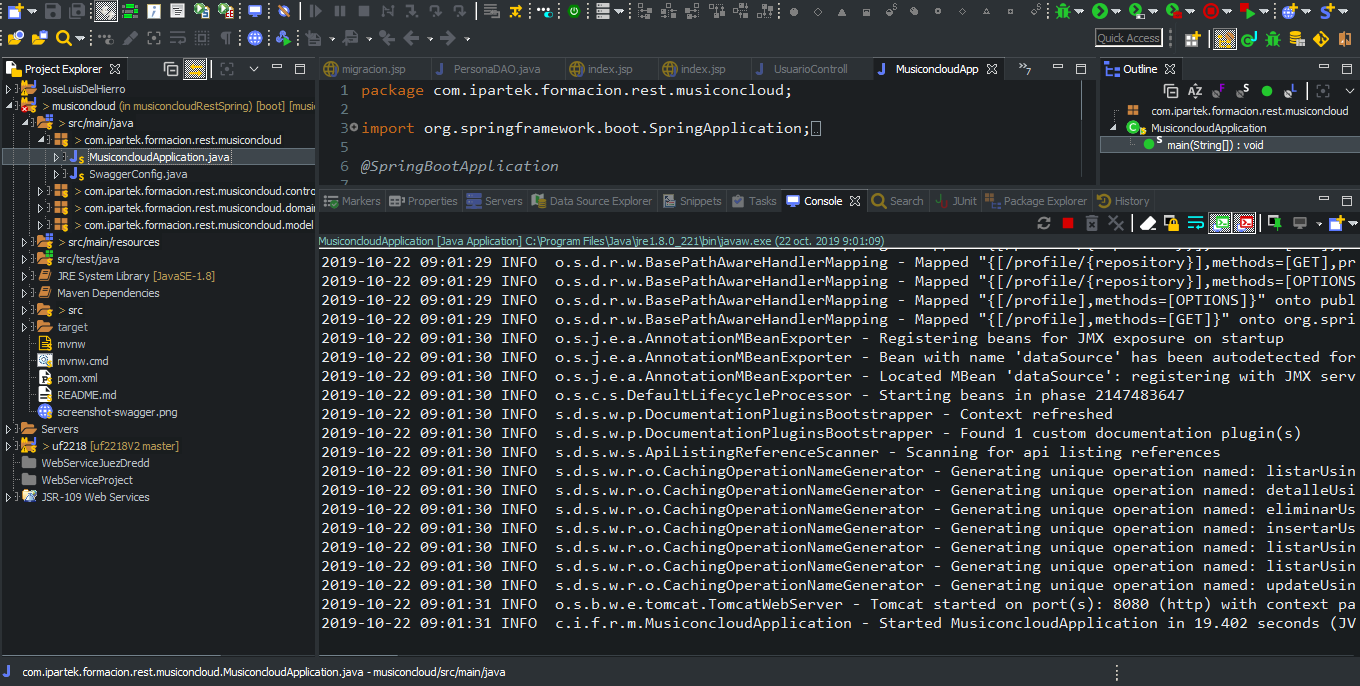 Quick Access
Project Explorer
JoseLuisDelHierro
> musicloncloud (in musicloncloudRestSpring) [boot] [musi
> src/main/java
> com.ipartek.formacion.rest.musiconcloud
MusiconcloudApplication.java
SwaggerConfig.java
> com.ipartek.formacion.rest.musiconcloud.contro
> com.ipartek.formacion.rest.musiconcloud.domain
> com.ipartek.formacion.rest.musiconcloud.model
> src/main/resources
src/test/java
JRE System Library [JavaSE-1.8]
Maven Dependencies
> src
target
mvnw
mvnw.cmd
pom.xml
README.md
screenshot-swagger.png
Servers
> uf2218 [uf2218V2 master]
WebServiceJuezDredd
WebServiceProject
JSR-109 Web Services
migracion.jsp PersonaDAO.java index.jsp index.jsp UsuarioControll MusiconcloudApp »7
1 package com.ipartek.formacion.rest.musiconcloud;
2
3 import org.springframework.boot.SpringApplication;
5
6 @SpringBootApplication
7
Outline
com.ipartek.formacion.rest.musiconcloud
MusiconcloudApplication
main(String[]) : void
Markers Properties Servers Data Source Explorer Snippets Tasks Console Search JUnit Package Explorer History
MusiconcloudApplication [Java Application] C:\Program Files\Java\jre1.8.0_221\bin\javaw.exe (22 oct. 2019 9:01:09)
2019-10-22 09:01:29 INFO  o.s.d.r.w.BasePathAwareHandlerMapping - Mapped "{[/profile/{repository}],methods=[GET],pr
2019-10-22 09:01:29 INFO  o.s.d.r.w.BasePathAwareHandlerMapping - Mapped "{[/profile/{repository}],methods=[OPTIONS
2019-10-22 09:01:29 INFO  o.s.d.r.w.BasePathAwareHandlerMapping - Mapped "{[/profile],methods=[OPTIONS]}" onto publ
2019-10-22 09:01:29 INFO  o.s.d.r.w.BasePathAwareHandlerMapping - Mapped "{[/profile],methods=[GET]}" onto org.spri
2019-10-22 09:01:30 INFO  o.s.j.e.a.AnnotationMBeanExporter - Registering beans for JMX exposure on startup
2019-10-22 09:01:30 INFO  o.s.j.e.a.AnnotationMBeanExporter - Bean with name 'dataSource' has been autodetected for
2019-10-22 09:01:30 INFO  o.s.j.e.a.AnnotationMBeanExporter - Located MBean 'dataSource': registering with JMX serv
2019-10-22 09:01:30 INFO  o.s.c.s.DefaultLifecycleProcessor - Starting beans in phase 2147483647
2019-10-22 09:01:30 INFO  s.d.s.w.p.DocumentationPluginsBootstrapper - Context refreshed
2019-10-22 09:01:30 INFO  s.d.s.w.p.DocumentationPluginsBootstrapper - Found 1 custom documentation plugin(s)
2019-10-22 09:01:30 INFO  s.d.s.w.s.ApiListingReferenceScanner - Scanning for api listing references
2019-10-22 09:01:30 INFO  s.d.s.w.r.o.CachingOperationNameGenerator - Generating unique operation named: listarUsin
2019-10-22 09:01:30 INFO  s.d.s.w.r.o.CachingOperationNameGenerator - Generating unique operation named: detalleUsi
2019-10-22 09:01:30 INFO  s.d.s.w.r.o.CachingOperationNameGenerator - Generating unique operation named: eliminarUs
2019-10-22 09:01:30 INFO  s.d.s.w.r.o.CachingOperationNameGenerator - Generating unique operation named: insertarUs
2019-10-22 09:01:30 INFO  s.d.s.w.r.o.CachingOperationNameGenerator - Generating unique operation named: listarUsin
2019-10-22 09:01:30 INFO  s.d.s.w.r.o.CachingOperationNameGenerator - Generating unique operation named: listarUsin
2019-10-22 09:01:30 INFO  s.d.s.w.r.o.CachingOperationNameGenerator - Generating unique operation named: updateUsin
2019-10-22 09:01:31 INFO  o.s.b.w.e.tomcat.TomcatWebServer - Tomcat started on port(s): 8080 (http) with context pa
2019-10-22 09:01:31 INFO  c.i.f.r.m.MusiconcloudApplication - Started MusiconcloudApplication in 19.402 seconds (JV
com.ipartek.formacion.rest.musiconcloud.MusiconcloudApplication.java - musiconcloud/src/main/java